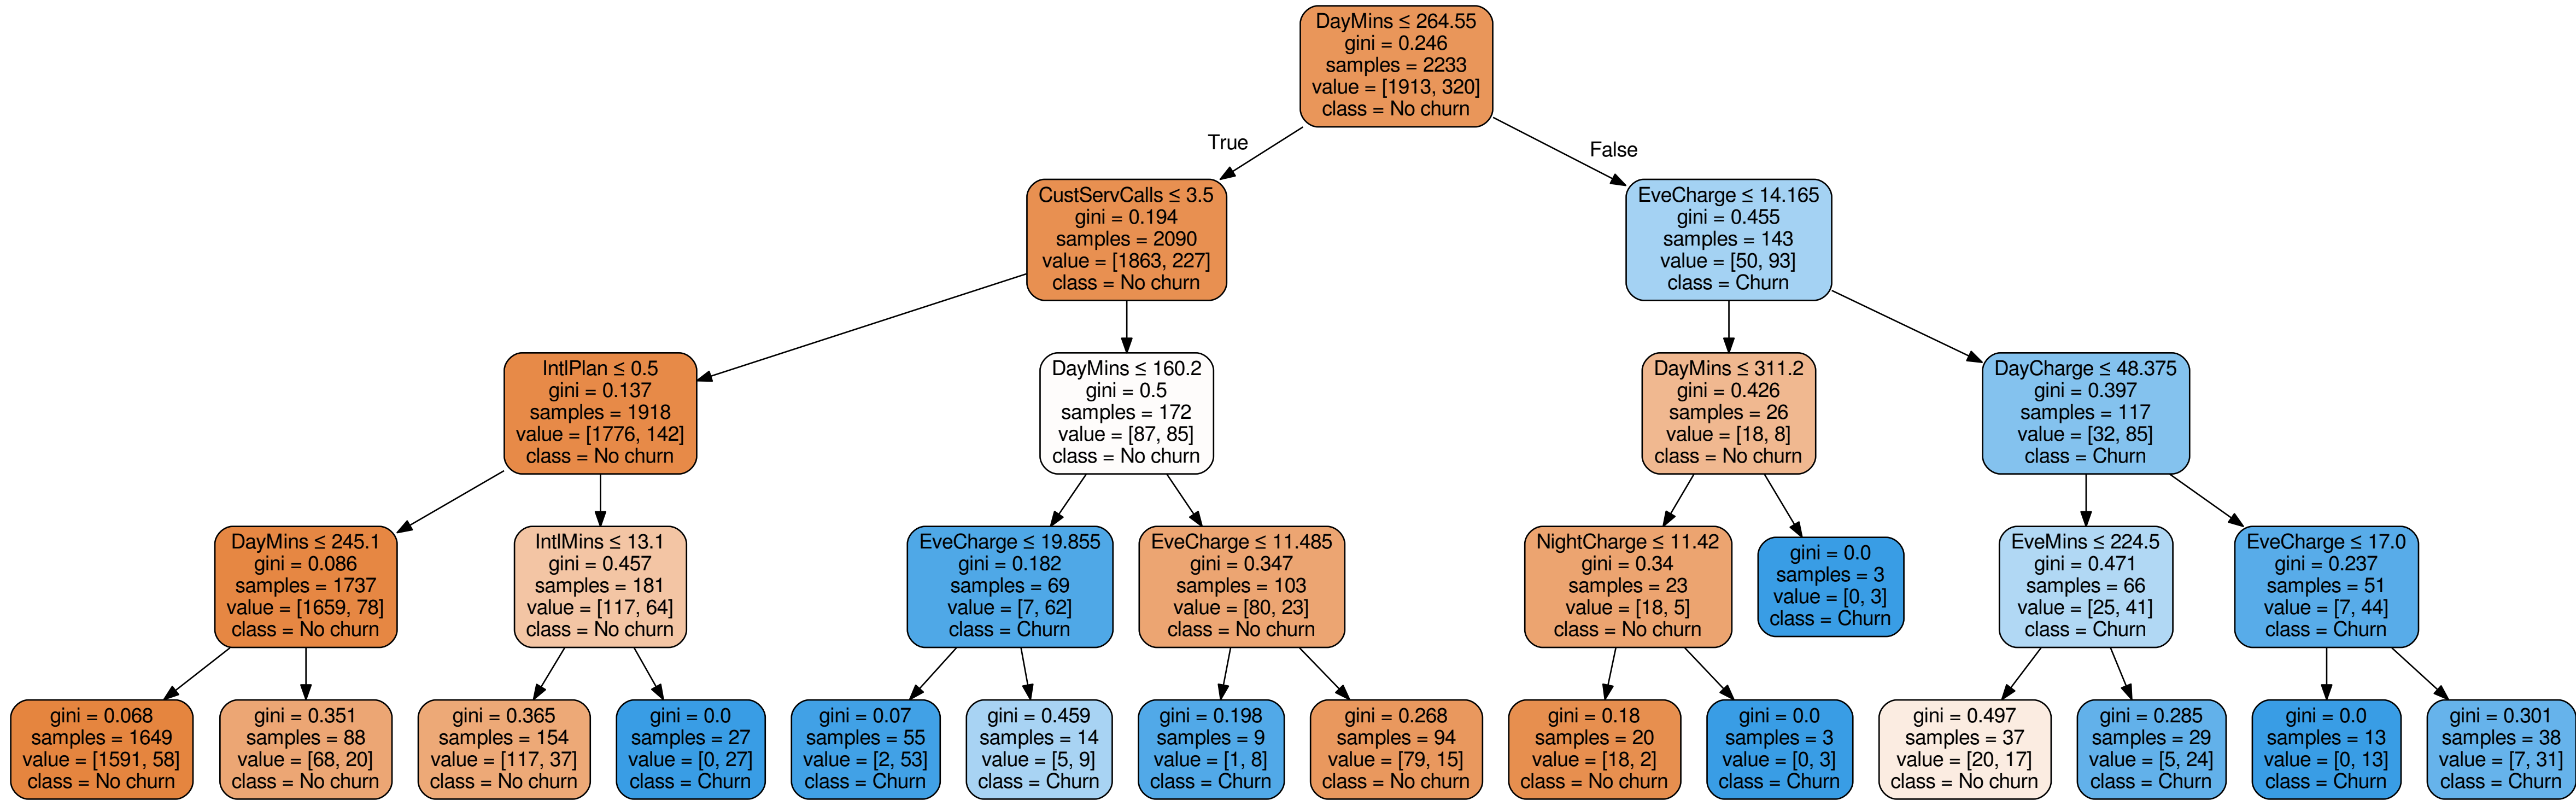 DayMins ≤ 264.55
gini = 0.246
samples = 2233
value = [1913, 320]
class = No churn
True
False
CustServCalls ≤ 3.5
gini = 0.194
samples = 2090
value = [1863, 227]
class = No churn
EveCharge ≤ 14.165
gini = 0.455
samples = 143
value = [50, 93]
class = Churn
IntlPlan ≤ 0.5
gini = 0.137
samples = 1918
value = [1776, 142]
class = No churn
DayMins ≤ 160.2
gini = 0.5
samples = 172
value = [87, 85]
class = No churn
DayMins ≤ 311.2
gini = 0.426
samples = 26
value = [18, 8]
class = No churn
DayCharge ≤ 48.375
gini = 0.397
samples = 117
value = [32, 85]
class = Churn
DayMins ≤ 245.1
gini = 0.086
samples = 1737
value = [1659, 78]
class = No churn
IntlMins ≤ 13.1
gini = 0.457
samples = 181
value = [117, 64]
class = No churn
EveCharge ≤ 19.855
gini = 0.182
samples = 69
value = [7, 62]
class = Churn
EveCharge ≤ 11.485
gini = 0.347
samples = 103
value = [80, 23]
class = No churn
NightCharge ≤ 11.42
gini = 0.34
samples = 23
value = [18, 5]
class = No churn
gini = 0.0
samples = 3
value = [0, 3]
class = Churn
EveMins ≤ 224.5
gini = 0.471
samples = 66
value = [25, 41]
class = Churn
EveCharge ≤ 17.0
gini = 0.237
samples = 51
value = [7, 44]
class = Churn
gini = 0.068
samples = 1649
value = [1591, 58]
class = No churn
gini = 0.351
samples = 88
value = [68, 20]
class = No churn
gini = 0.365
samples = 154
value = [117, 37]
class = No churn
gini = 0.0
samples = 27
value = [0, 27]
class = Churn
gini = 0.07
samples = 55
value = [2, 53]
class = Churn
gini = 0.459
samples = 14
value = [5, 9]
class = Churn
gini = 0.198
samples = 9
value = [1, 8]
class = Churn
gini = 0.268
samples = 94
value = [79, 15]
class = No churn
gini = 0.18
samples = 20
value = [18, 2]
class = No churn
gini = 0.0
samples = 3
value = [0, 3]
class = Churn
gini = 0.497
samples = 37
value = [20, 17]
class = No churn
gini = 0.285
samples = 29
value = [5, 24]
class = Churn
gini = 0.0
samples = 13
value = [0, 13]
class = Churn
gini = 0.301
samples = 38
value = [7, 31]
class = Churn